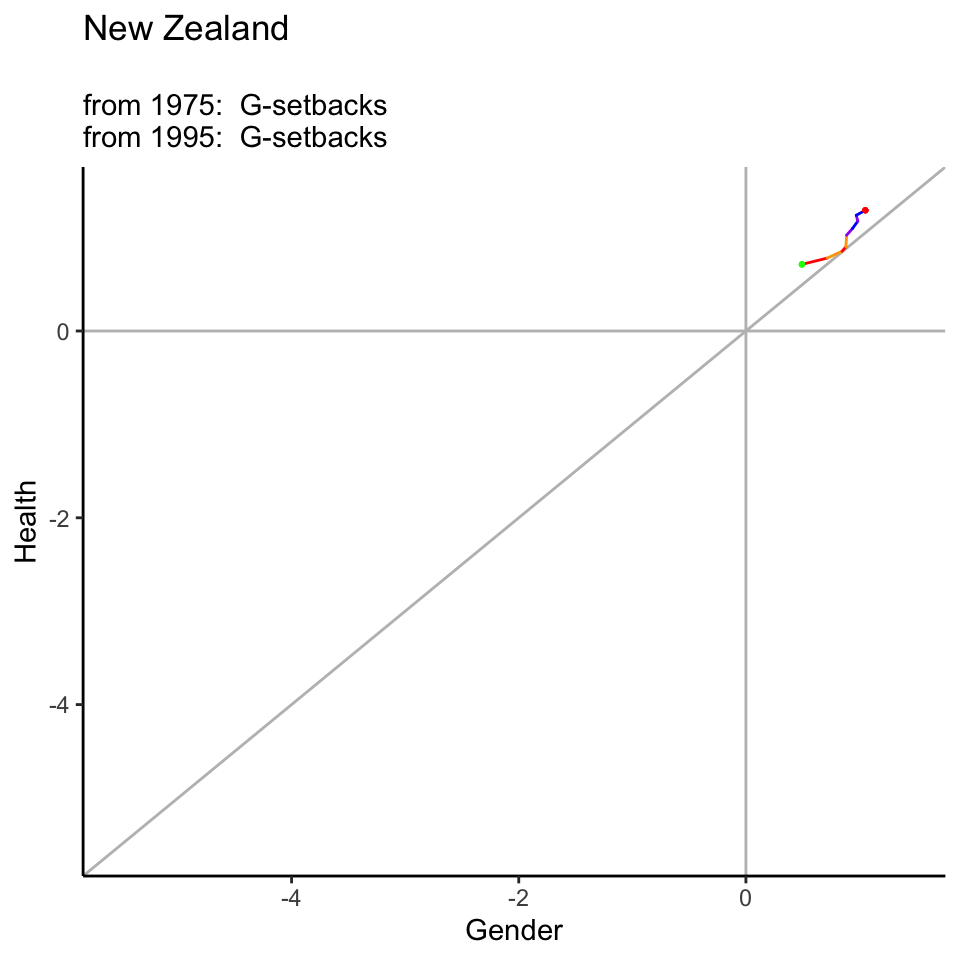 New Zealand
from 1975:  G-setbacks
from 1995:  G-setbacks
0
-2
-4
Health
-4
-2
0
Gender